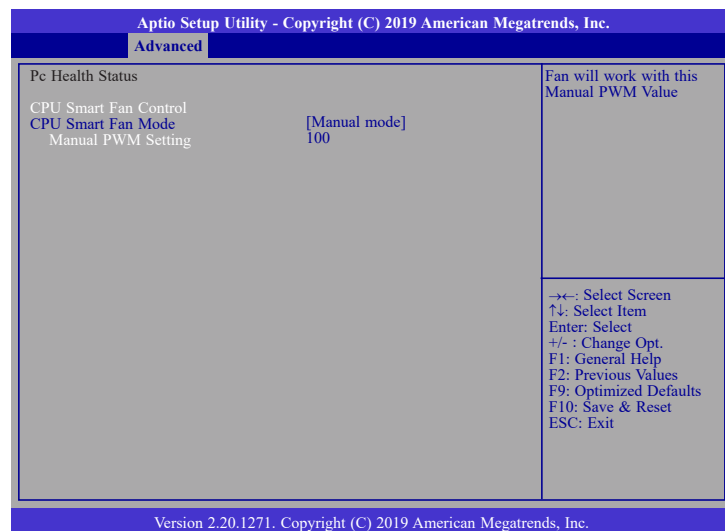 Aptio Setup Utility - Copyright (C) 2019 American Megatrends, Inc.
Advanced
Pc Health Status
CPU Smart Fan Control
CPU Smart Fan Mode [Manual mode]
Manual PWM Setting 100
Fan will work with this
Manual PWM Value
→←: Select Screen
↑↓: Select Item
Enter: Select
+/- : Change Opt.
F1: General Help
F2: Previous Values
F9: Optimized Defaults
F10: Save & Reset
ESC: Exit
Version 2.20.1271. Copyright (C) 2019 American Megatrends, Inc.